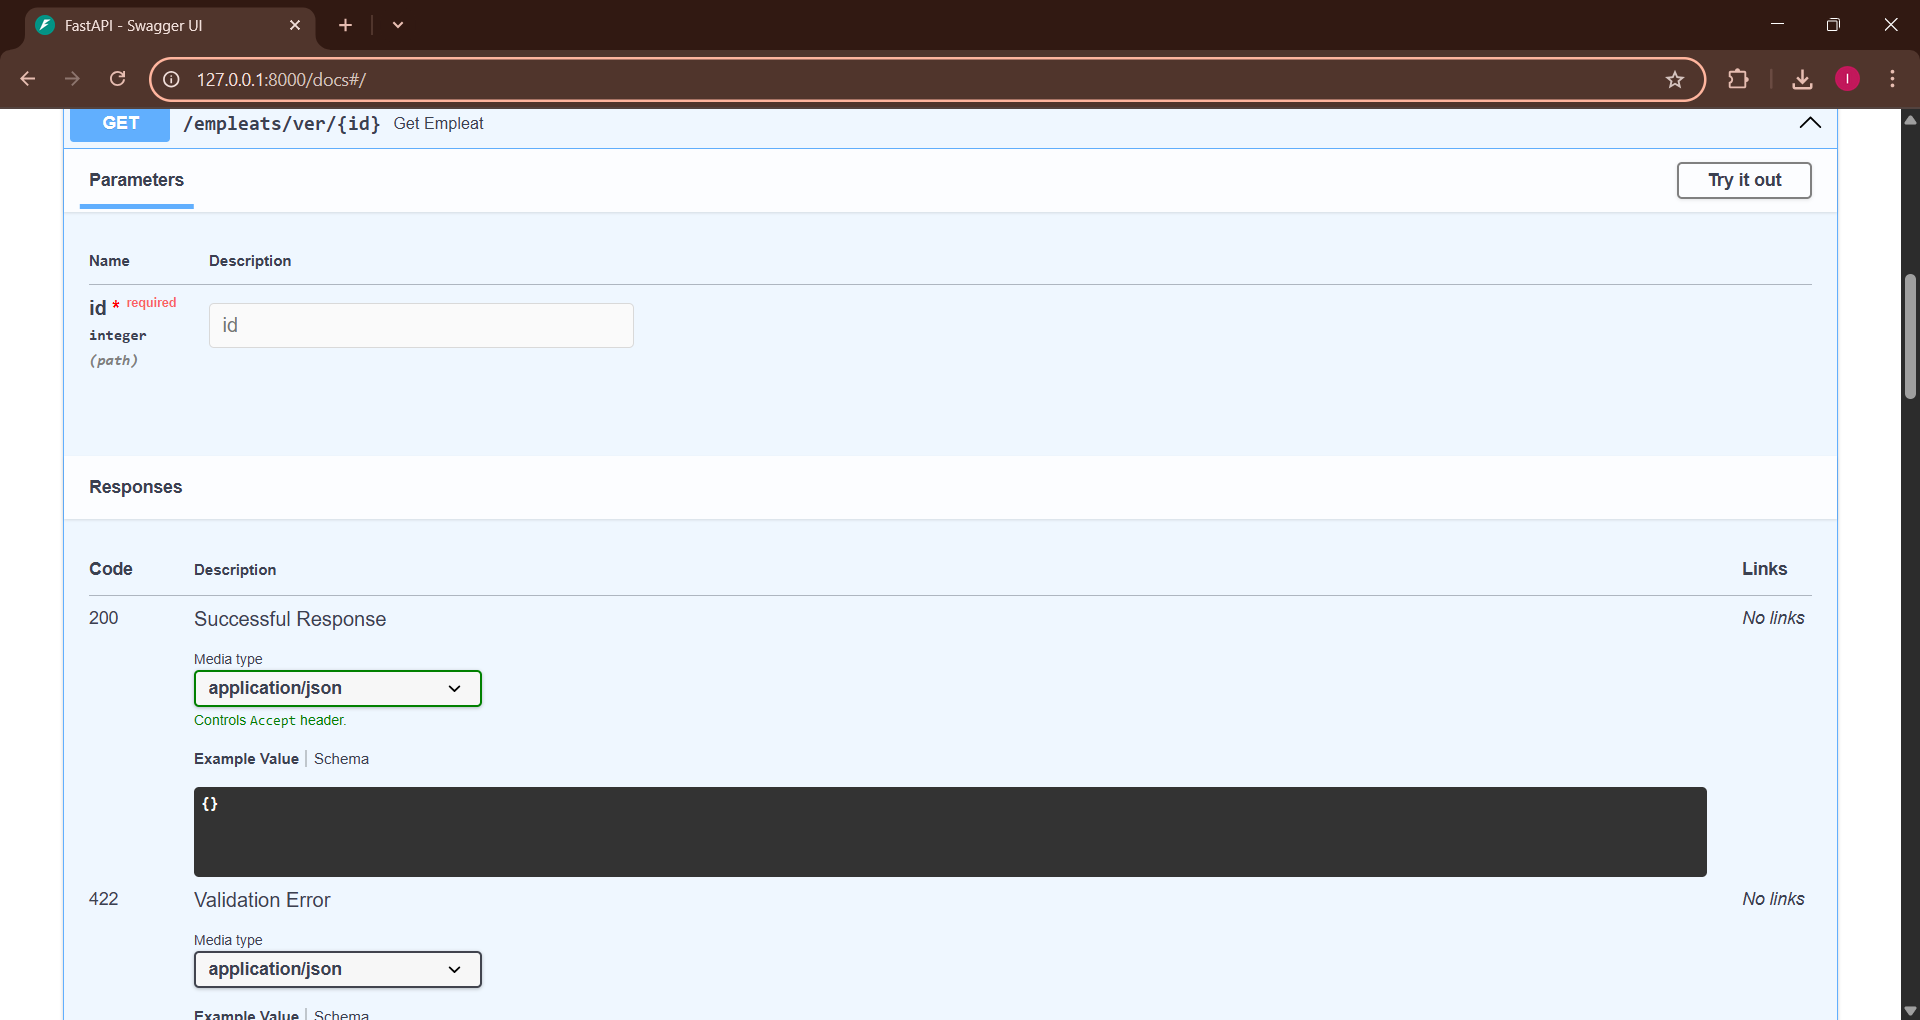 FastAPI - Swagger UI
127.0.0.1:8000/docs#/
I
GET /empleats/ver/{id} Get Empleat
Parameters
Try it out
Name Description
id * required
integer
(path)
id
Responses
Code Description Links
200 Successful Response No links
Media type
application/json
Controls Accept header.
Example Value Schema
{}
422 Validation Error No links
Media type
application/json
Example Value Schema